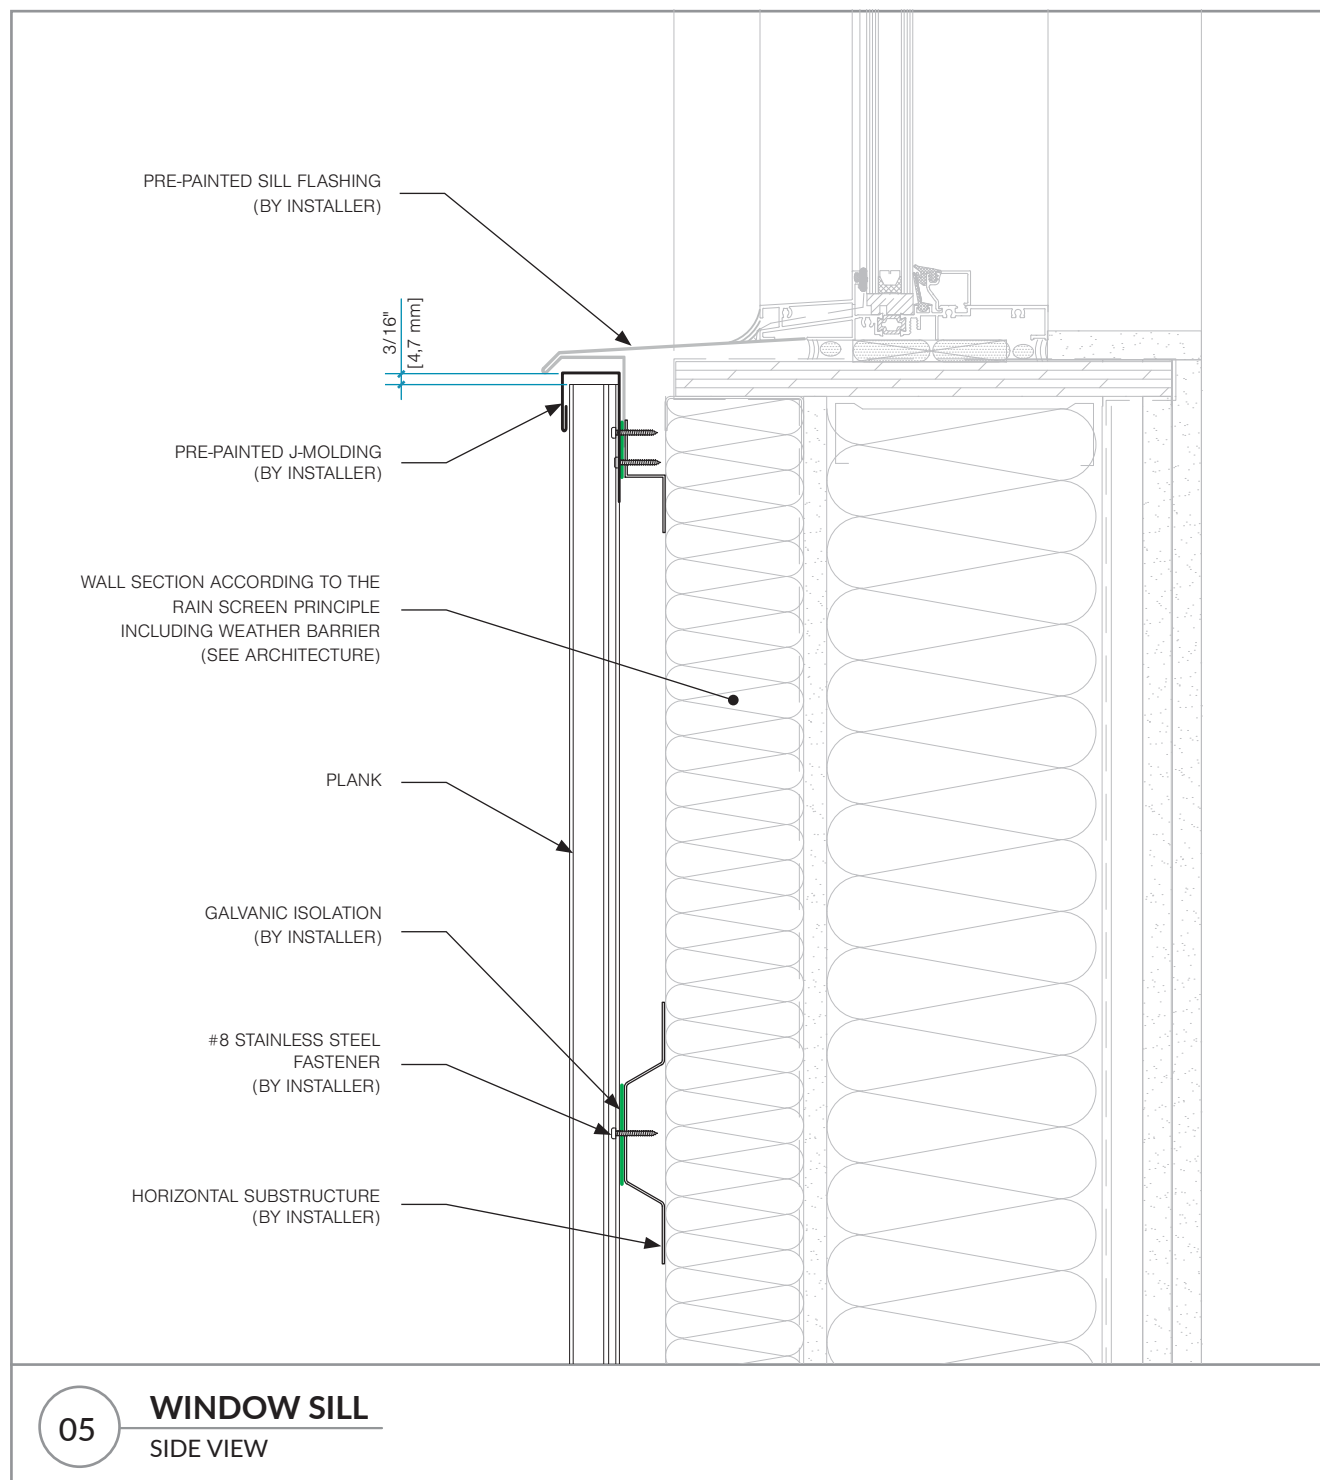 PRE-PAINTED SILL FLASHING
(BY INSTALLER)
3/16"
[4,7 mm]
PRE-PAINTED J-MOLDING
(BY INSTALLER)
WALL SECTION ACCORDING TO THE
RAIN SCREEN PRINCIPLE
INCLUDING WEATHER BARRIER
(SEE ARCHITECTURE)
PLANK
GALVANIC ISOLATION
(BY INSTALLER)
#8 STAINLESS STEEL
FASTENER
(BY INSTALLER)
HORIZONTAL SUBSTRUCTURE
(BY INSTALLER)
05
WINDOW SILL
SIDE VIEW